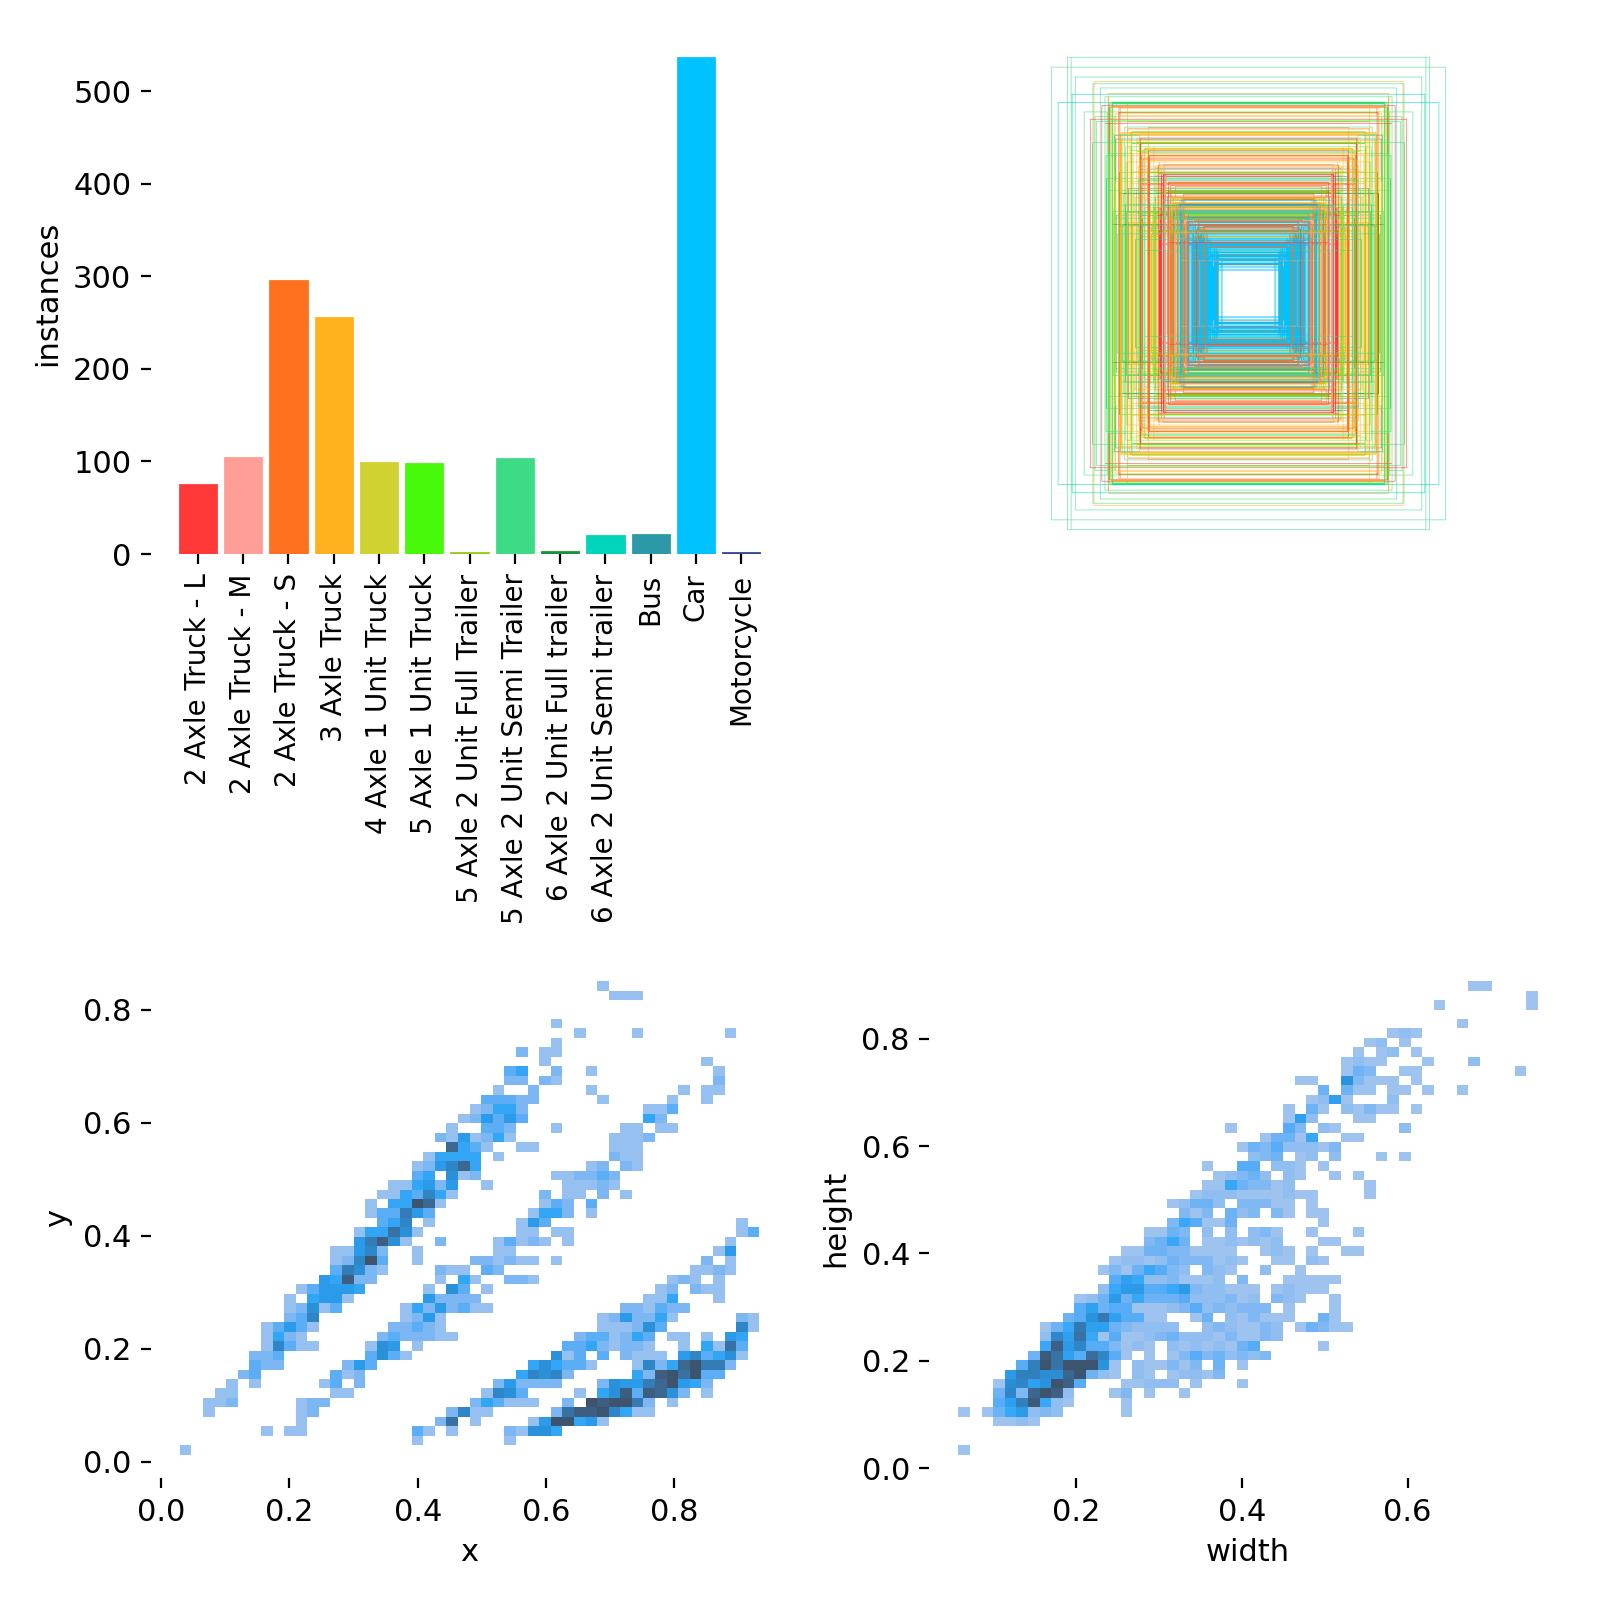 500
400
300
200
100
0
instances
2 Axle Truck - L
2 Axle Truck - M
2 Axle Truck - S
3 Axle Truck
4 Axle 1 Unit Truck
5 Axle 1 Unit Truck
5 Axle 2 Unit Full Trailer
5 Axle 2 Unit Semi Trailer
6 Axle 2 Unit Full trailer
6 Axle 2 Unit Semi trailer
Bus
Car
Motorcycle
0.8
0.6
0.4
0.2
0.0
y
0.0 0.2 0.4 0.6 0.8
x
0.8
0.6
0.4
0.2
0.0
height
0.2 0.4 0.6
width